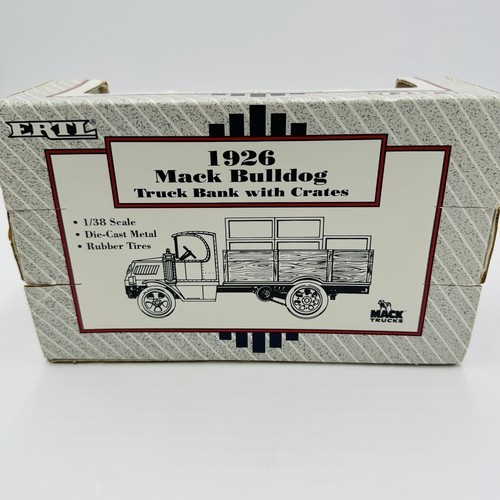 ERTL
1926
Mack Bulldog
Truck Bank with Crates
• 1/38 Scale
• Die-Cast Metal
• Rubber Tires
MACK
TRUCKS